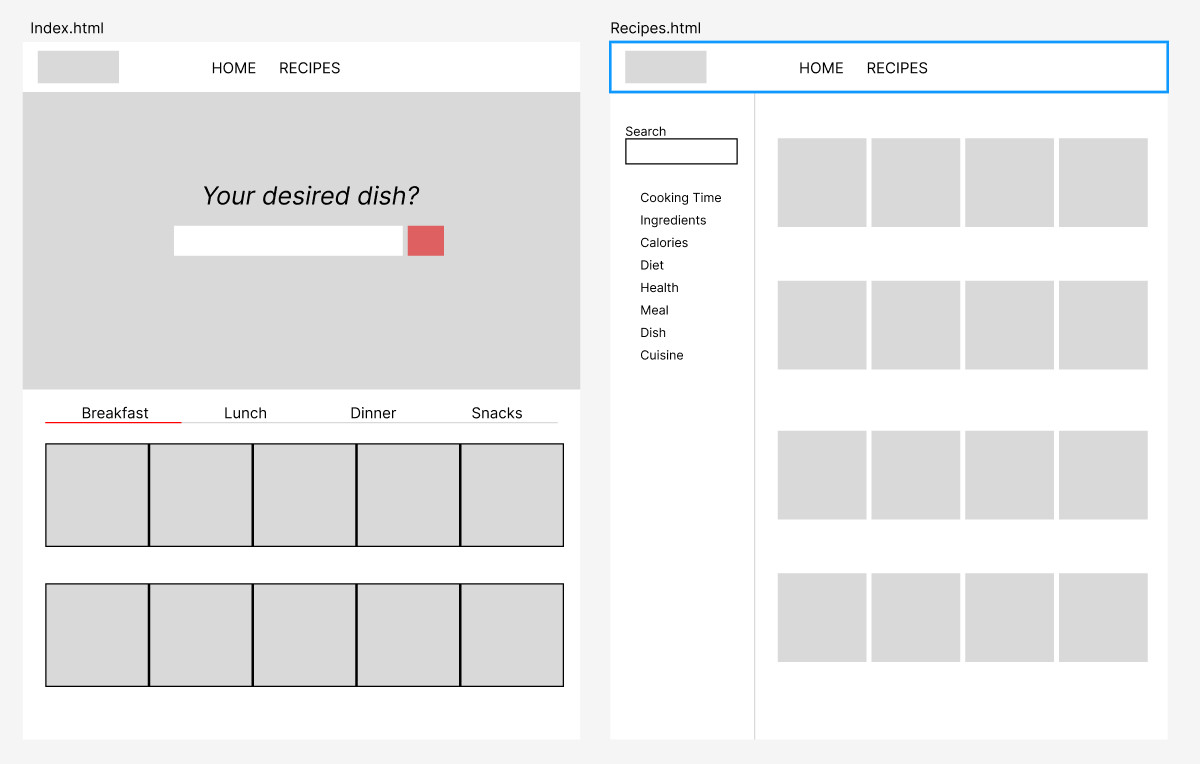 Index.html
HOME RECIPES
Your desired dish?
Breakfast Lunch Dinner Snacks
Recipes.html
HOME RECIPES
Search
Cooking Time
Ingredients
Calories
Diet
Health
Meal
Dish
Cuisine